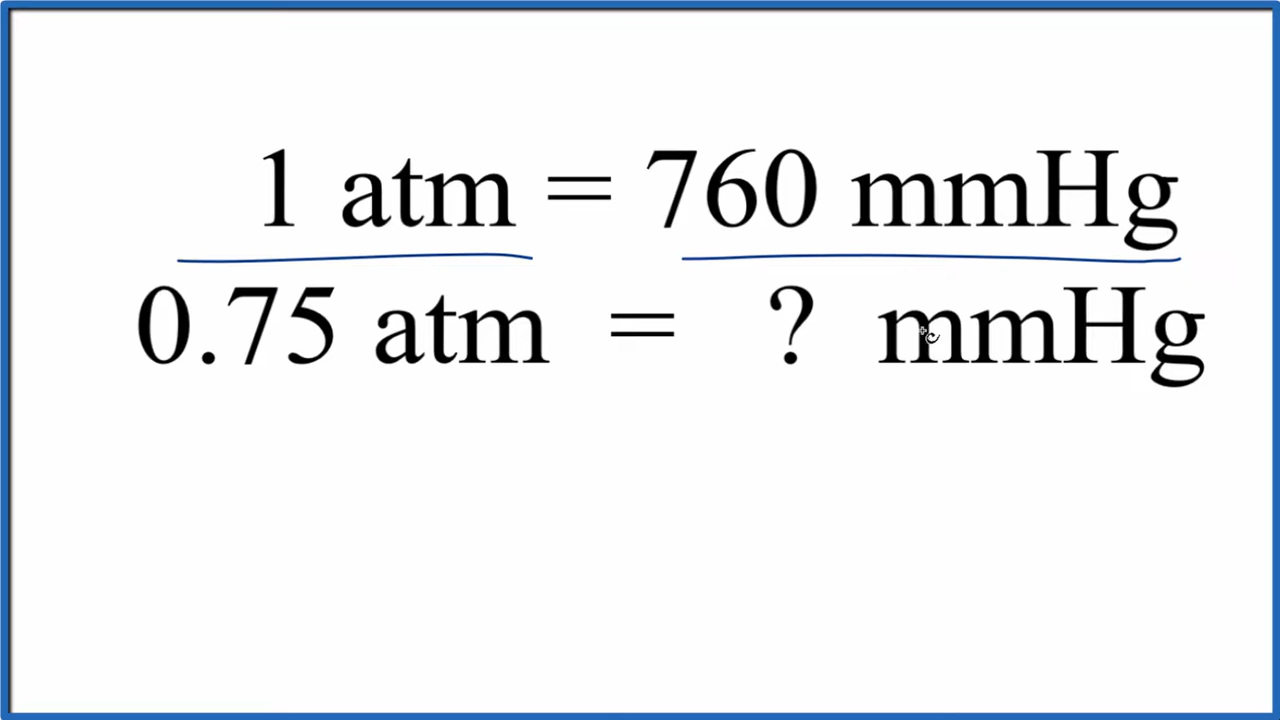 1 atm = 760 mmHg
0.75 atm = ? mmHg